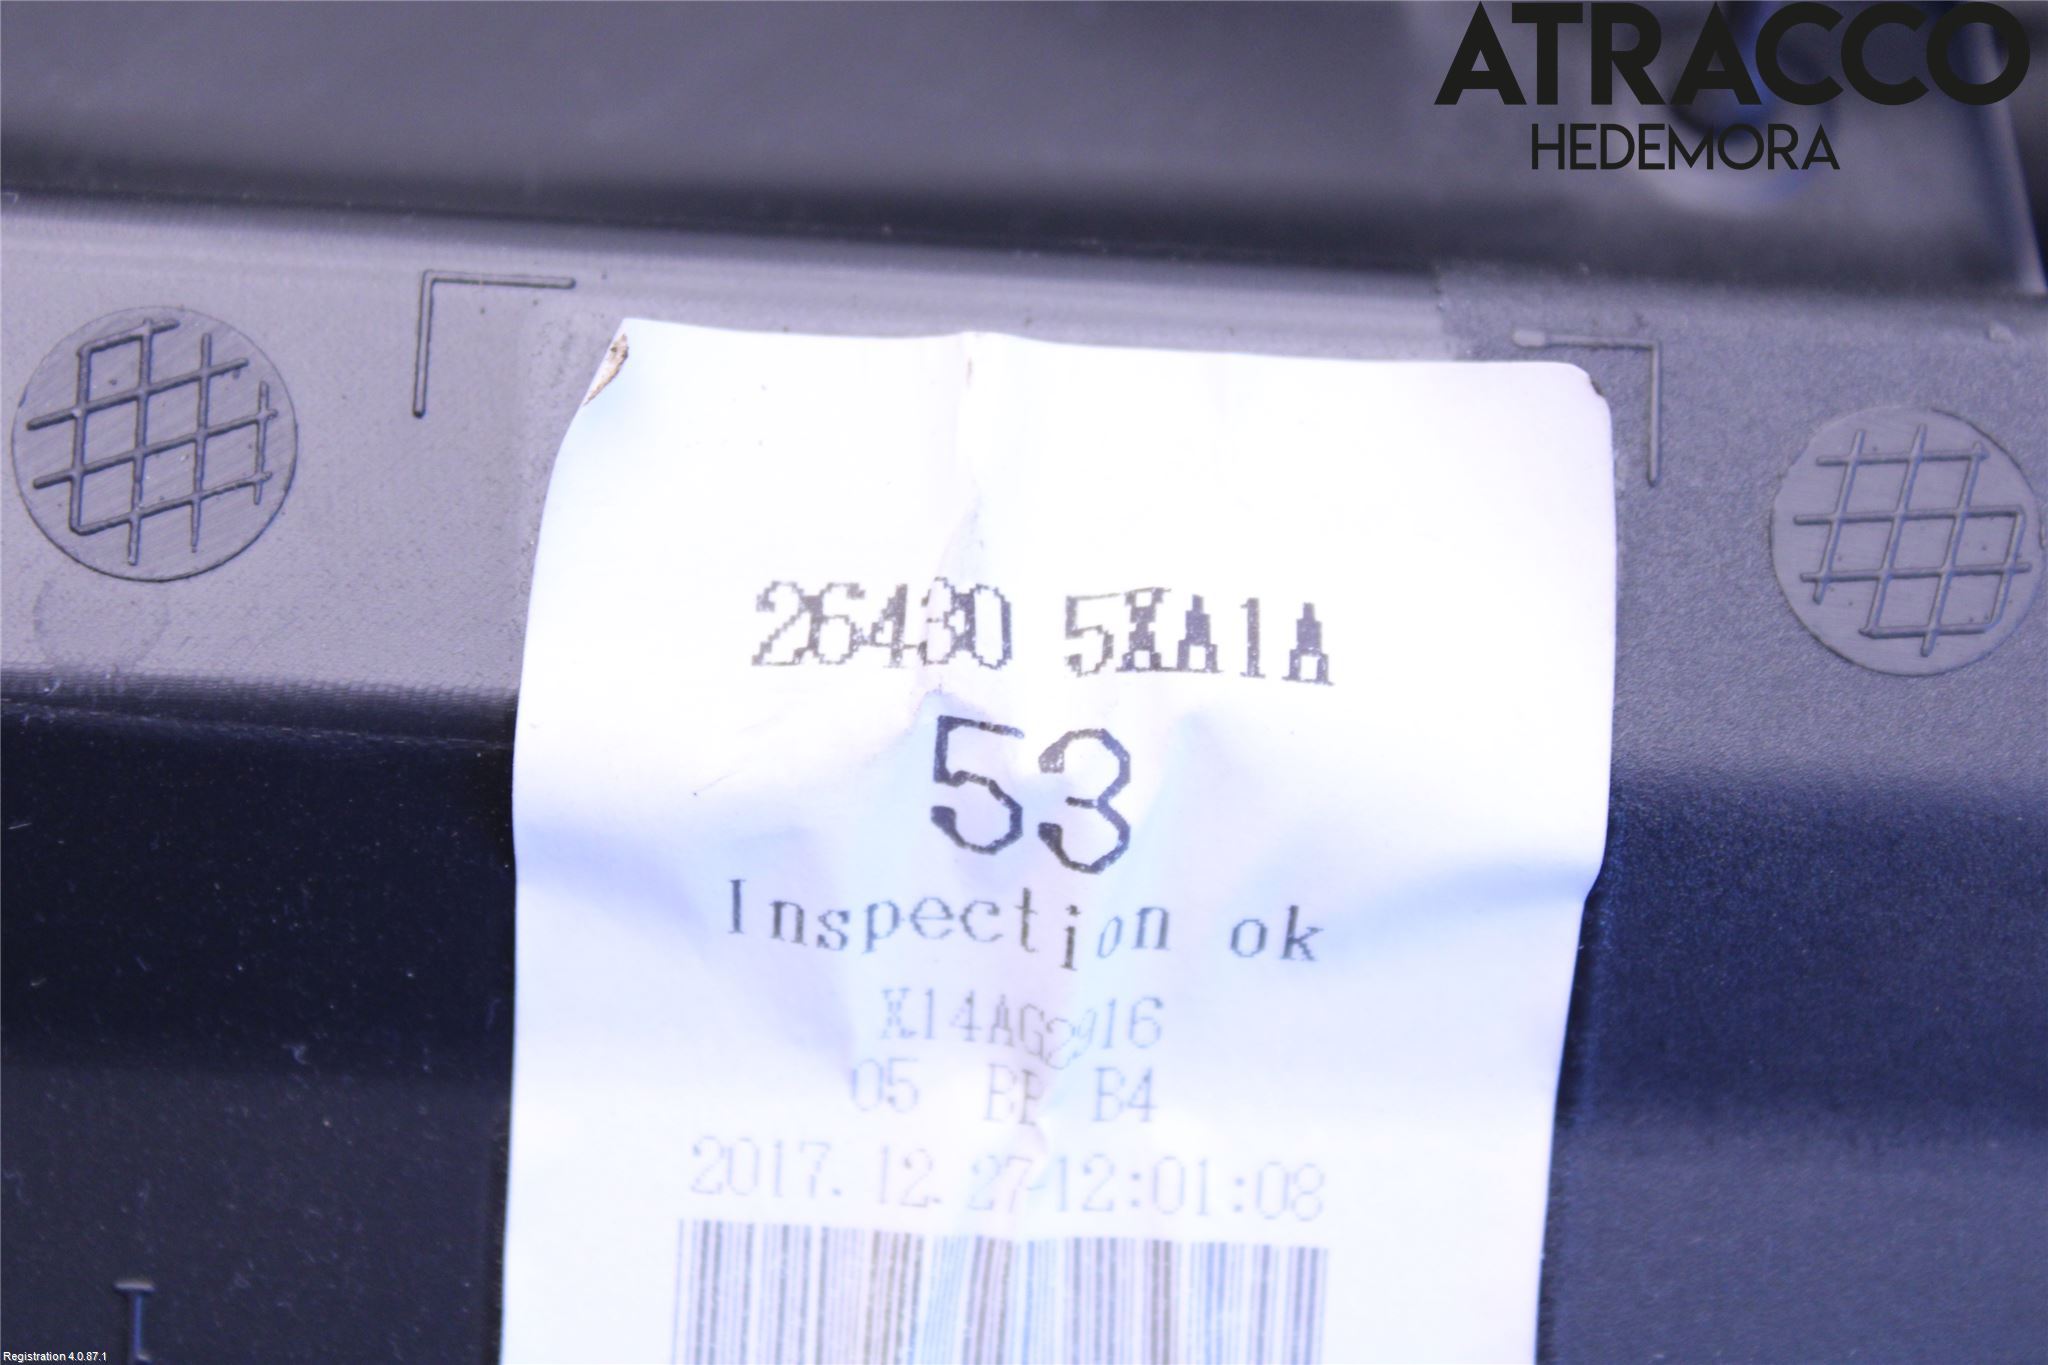 ATRACCO
HEDEMORA
26430 5XA1A
53
Inspection ok
X14AG2916
05 BB B4
2017.12.27 12:01:08
Registration 4.0.87.1